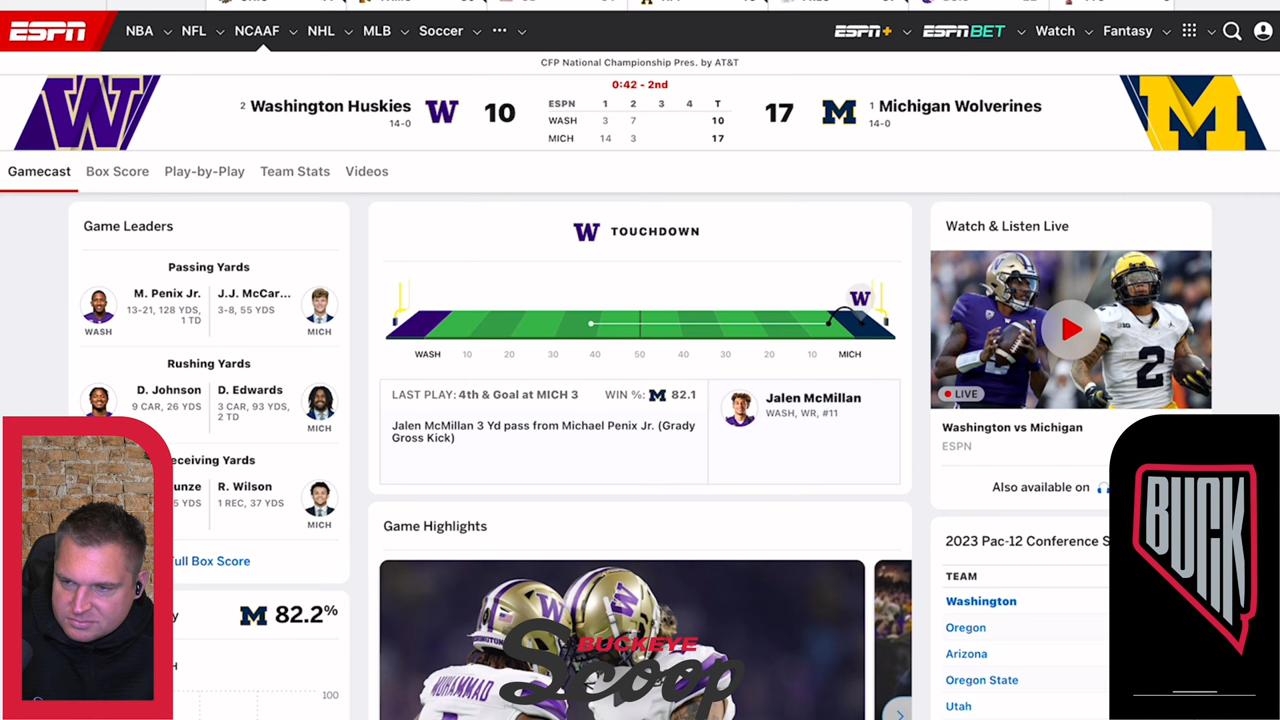 ESPN NBA NFL NCAAF NHL MLB Soccer ••• ESPN+ ESPN BET Watch Fantasy
CFP National Championship Pres. by AT&T
0:42 - 2nd
2 Washington Huskies W 10
14-0
ESPN 1 2 3 4 T
WASH 3 7 10
MICH 14 3 17
17 M 1 Michigan Wolverines
14-0
Gamecast Box Score Play-by-Play Team Stats Videos
Game Leaders
Passing Yards
M. Penix Jr.
13-21, 128 YDS,
1 TD
WASH
J.J. McCar...
3-8, 55 YDS
MICH
Rushing Yards
D. Johnson
9 CAR, 26 YDS
D. Edwards
3 CAR, 93 YDS,
2 TD
MICH
eceiving Yards
unze
5 YDS
R. Wilson
1 REC, 37 YDS
MICH
ull Box Score
y M 82.2%
H
100
W TOUCHDOWN
W
WASH 10 20 30 40 50 40 30 20 10 MICH
LAST PLAY: 4th & Goal at MICH 3 WIN %: M 82.1
Jalen McMillan 3 Yd pass from Michael Penix Jr. (Grady
Gross Kick)
Jalen McMillan
WASH, WR, #11
Game Highlights
WASHINGTON
MUHAMMAD
BUCKEYE
Scoop
Watch & Listen Live
2
LIVE
Washington vs Michigan
ESPN
Also available on
2023 Pac-12 Conference S
TEAM
Washington
Oregon
Arizona
Oregon State
Utah
BUCK